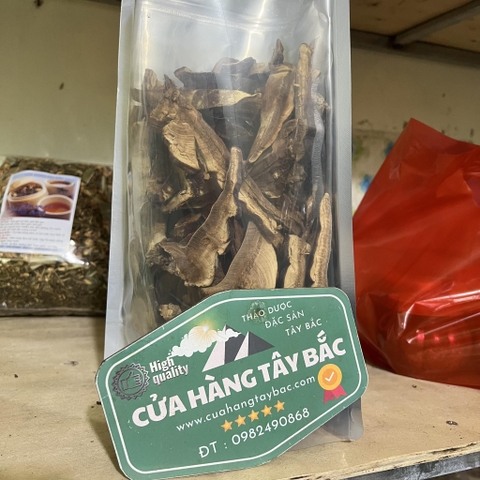 THẢO DƯỢC
ĐẶC SẢN
TÂY BẮC
High
quality
CỬA HÀNG TÂY BẮC
www.cuahangtaybac.com
ĐT : 0982490868